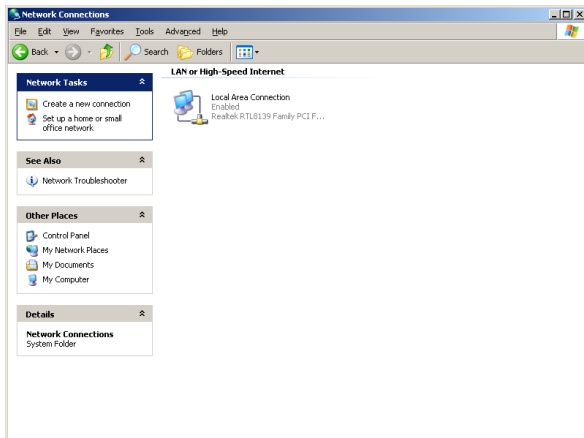 Network Connections
File Edit View Favorites Tools Advanced Help
Back Search Folders
Network Tasks
Create a new connection
Set up a home or small
office network
See Also
Network Troubleshooter
Other Places
Control Panel
My Network Places
My Documents
My Computer
Details
Network Connections
System Folder
LAN or High-Speed Internet
Local Area Connection
Enabled
Realtek RTL8139 Family PCI F...